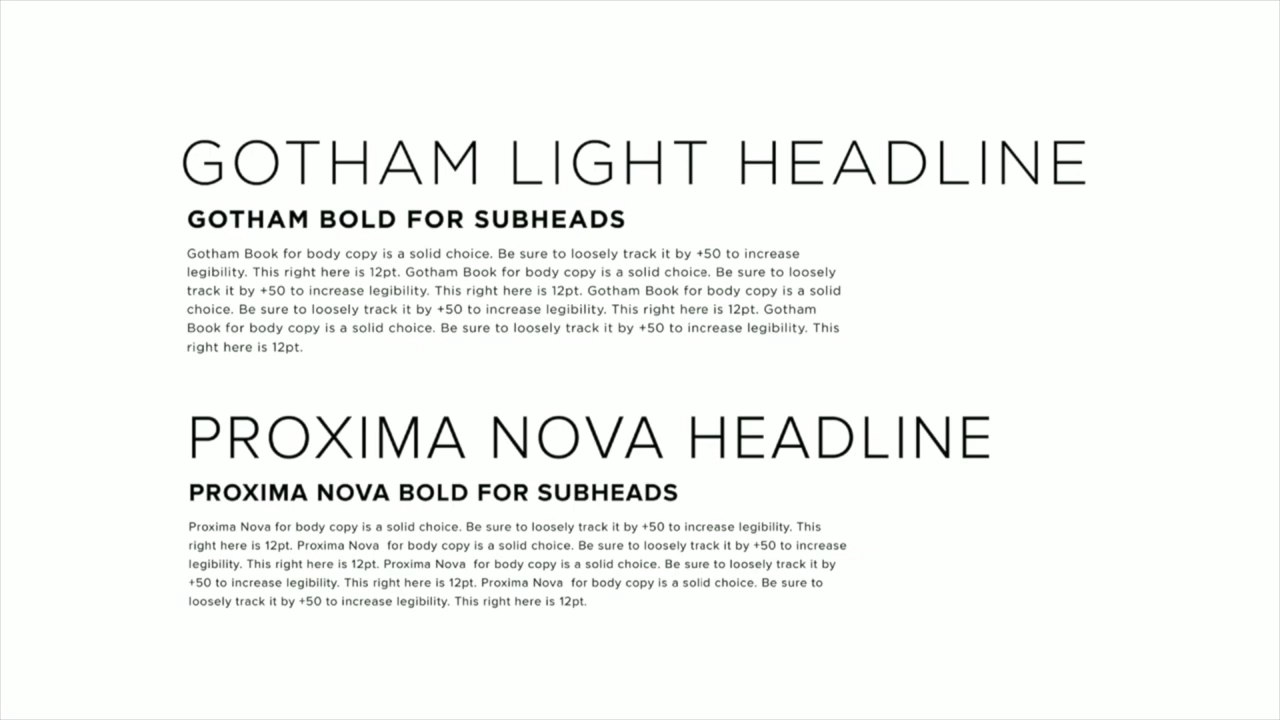 GOTHAM LIGHT HEADLINE
GOTHAM BOLD FOR SUBHEADS
Gotham Book for body copy is a solid choice. Be sure to loosely track it by +50 to increase
legibility. This right here is 12pt. Gotham Book for body copy is a solid choice. Be sure to loosely
track it by +50 to increase legibility. This right here is 12pt. Gotham Book for body copy is a solid
choice. Be sure to loosely track it by +50 to increase legibility. This right here is 12pt. Gotham
Book for body copy is a solid choice. Be sure to loosely track it by +50 to increase legibility. This
right here is 12pt.
PROXIMA NOVA HEADLINE
PROXIMA NOVA BOLD FOR SUBHEADS
Proxima Nova for body copy is a solid choice. Be sure to loosely track it by +50 to increase legibility. This
right here is 12pt. Proxima Nova  for body copy is a solid choice. Be sure to loosely track it by +50 to increase
legibility. This right here is 12pt. Proxima Nova  for body copy is a solid choice. Be sure to loosely track it by
+50 to increase legibility. This right here is 12pt. Proxima Nova  for body copy is a solid choice. Be sure to
loosely track it by +50 to increase legibility. This right here is 12pt.